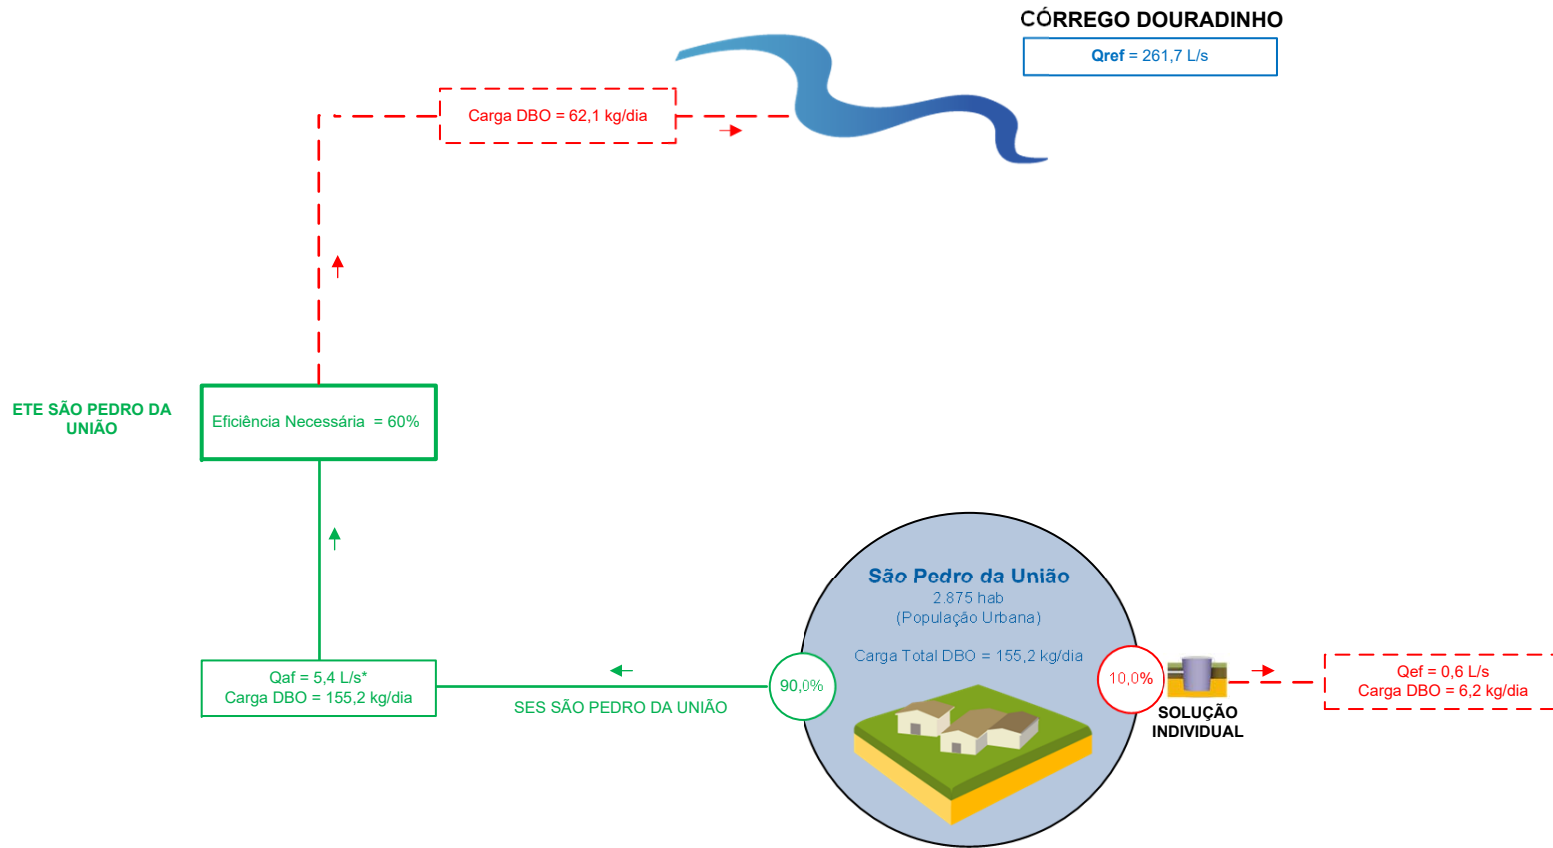 CÓRREGO DOURADINHO
Qref = 261,7 L/s
Carga DBO = 62,1 kg/dia
ETE SÃO PEDRO DA
UNIÃO
Eficiência Necessária = 60%
São Pedro da União
2.875 hab
(População Urbana)
Carga Total DBO = 155,2 kg/dia
Qaf = 5,4 L/s*
Carga DBO = 155,2 kg/dia
SES SÃO PEDRO DA UNIÃO
90,0%
10,0%
SOLUÇÃO
INDIVIDUAL
Qef = 0,6 L/s
Carga DBO = 6,2 kg/dia